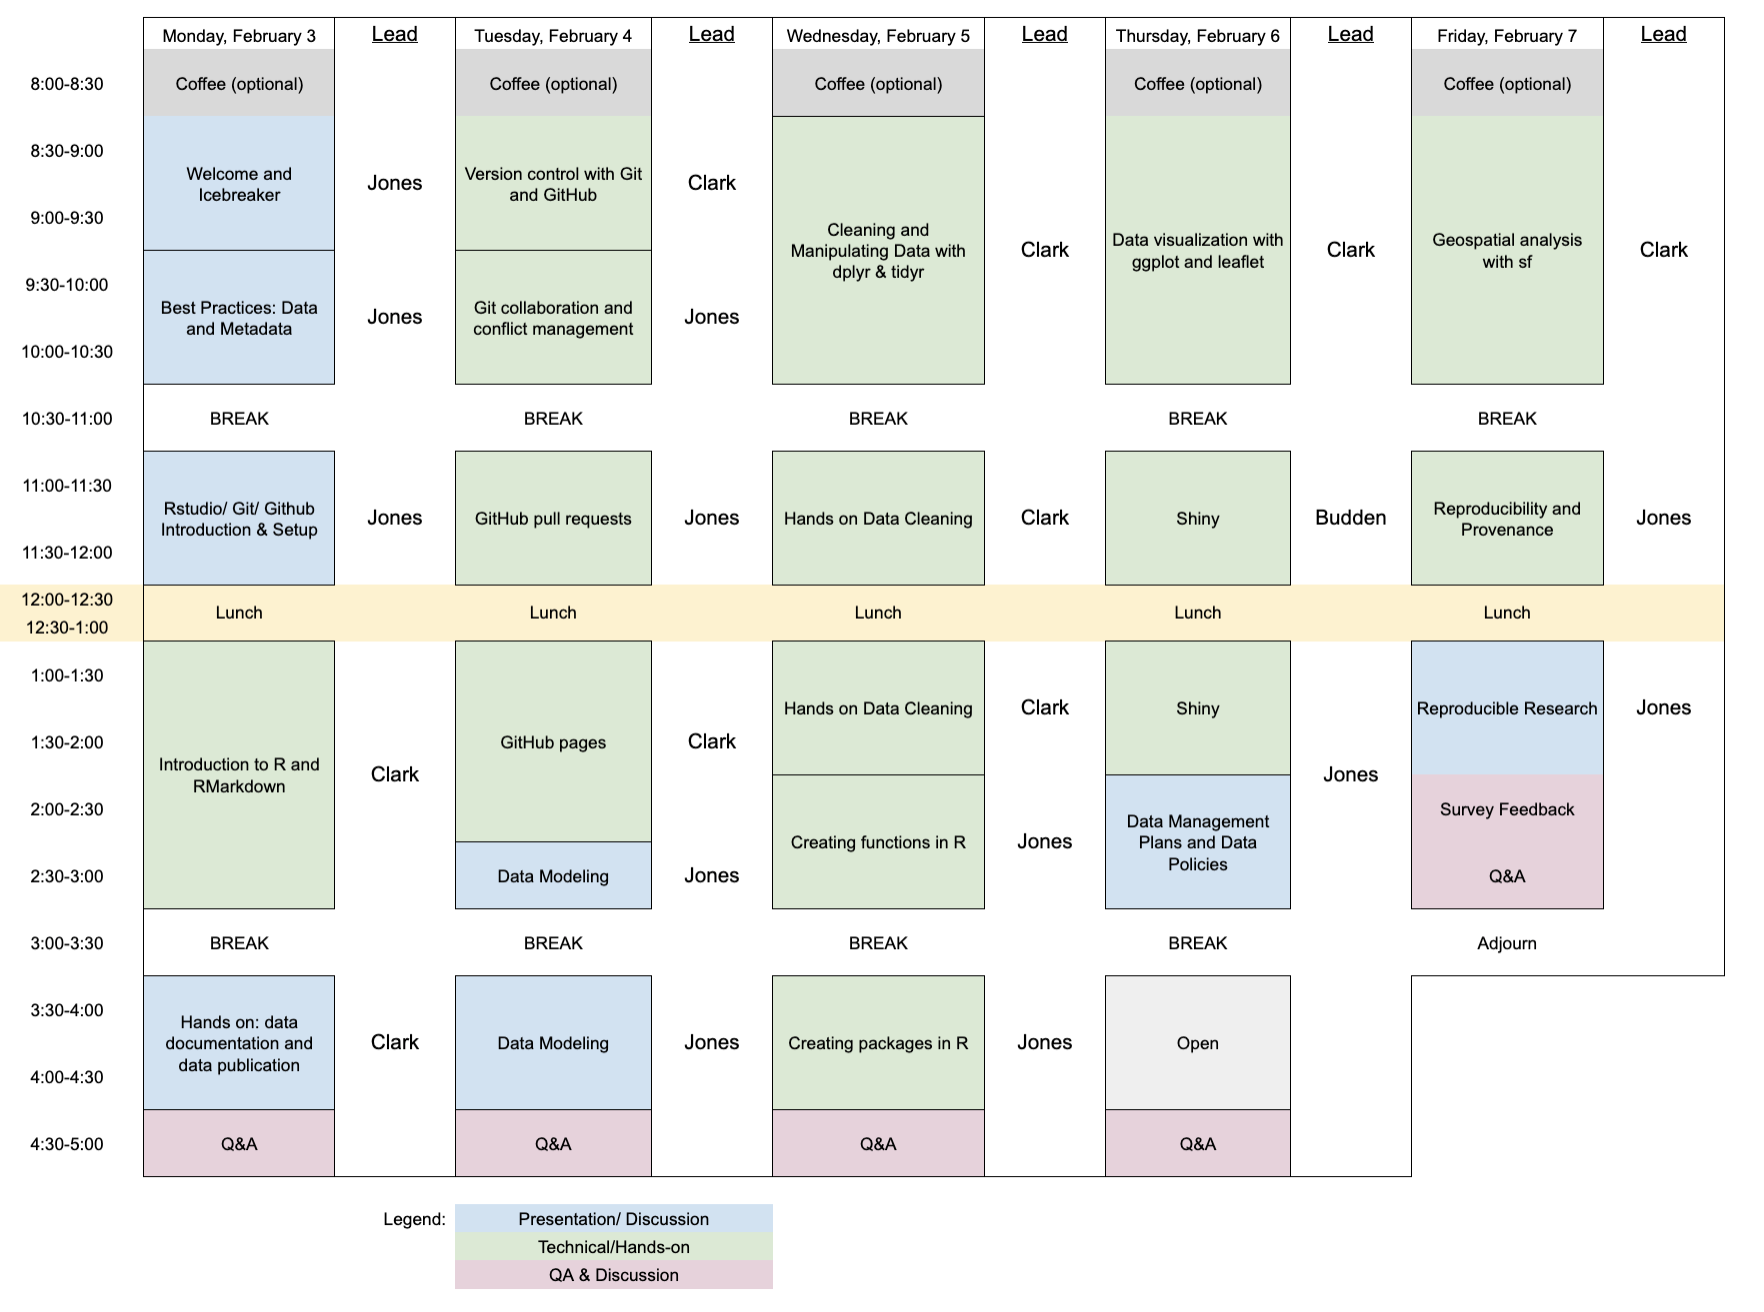 Monday, February 3 Lead Tuesday, February 4 Lead Wednesday, February 5 Lead Thursday, February 6 Lead Friday, February 7 Lead
8:00-8:30 Coffee (optional) Coffee (optional) Coffee (optional) Coffee (optional) Coffee (optional)
8:30-9:00
Welcome and
Icebreaker
Jones
Version control with Git
and GitHub
Clark
9:00-9:30
Cleaning and
Manipulating Data with
dplyr & tidyr
Clark
Data visualization with
ggplot and leaflet
Clark
Geospatial analysis
with sf
Clark
9:30-10:00
Best Practices: Data
and Metadata
Jones
Git collaboration and
conflict management
Jones
10:00-10:30
10:30-11:00 BREAK BREAK BREAK BREAK BREAK
11:00-11:30
Rstudio/ Git/ Github
Introduction & Setup
Jones
GitHub pull requests
Jones
Hands on Data Cleaning
Clark
Shiny
Budden
Reproducibility and
Provenance
Jones
11:30-12:00
12:00-12:30
12:30-1:00
Lunch Lunch Lunch Lunch Lunch
1:00-1:30
Hands on Data Cleaning
Clark
Shiny
Reproducible Research
Jones
1:30-2:00
GitHub pages
Clark
Introduction to R and
RMarkdown
Clark
Jones
2:00-2:30
Survey Feedback
Creating functions in R
Jones
Data Management
Plans and Data
Policies
2:30-3:00
Data Modeling
Jones
Q&A
3:00-3:30 BREAK BREAK BREAK BREAK Adjourn
3:30-4:00
Hands on: data
documentation and
data publication
Clark
Data Modeling
Jones
Creating packages in R
Jones
Open
4:00-4:30
4:30-5:00 Q&A Q&A Q&A Q&A
Legend: Presentation/ Discussion
Technical/Hands-on
QA & Discussion